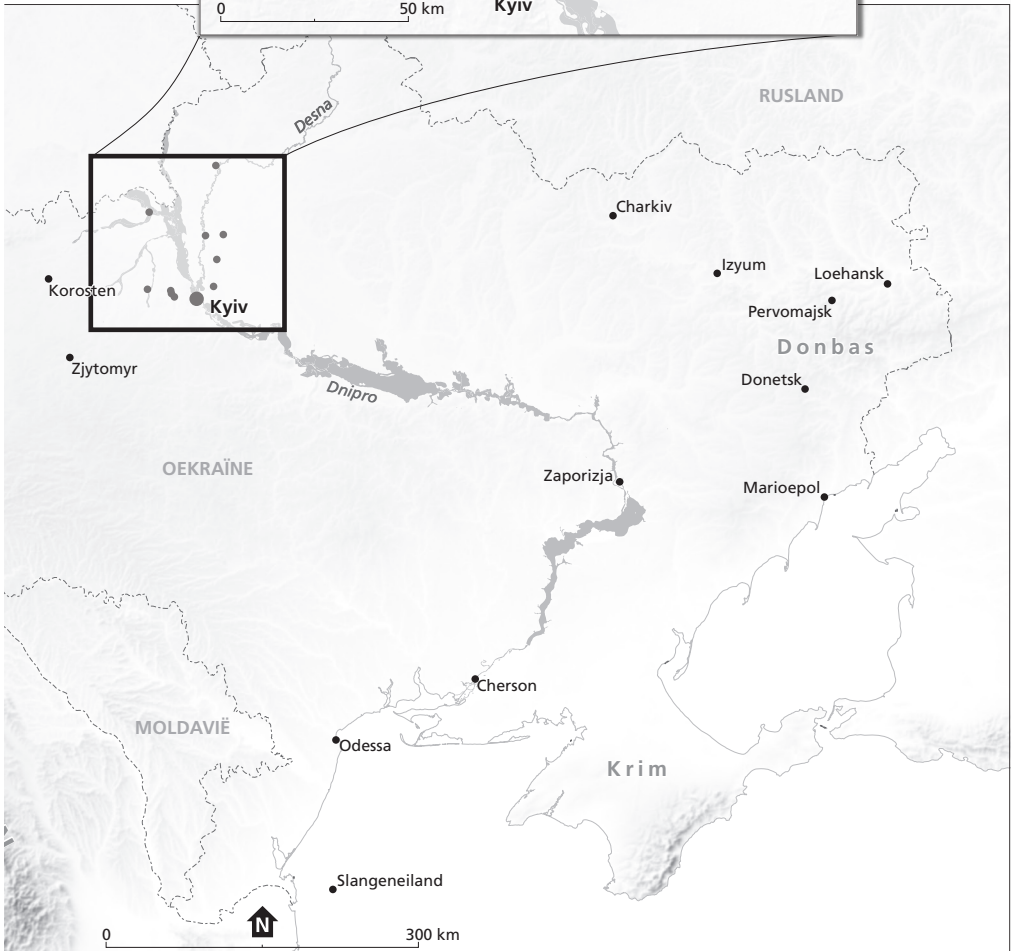 0 50 km
Kyiv
RUSLAND
Desna
Charkiv
Izyum
Loehansk
Korosten
Kyiv
Pervomajsk
Donbas
Zjytomyr
Donetsk
Dnipro
OEKRAÏNE
Zaporizja
Marioepol
Cherson
MOLDAVIË
Odessa
Krim
Slangeneiland
N
0 300 km